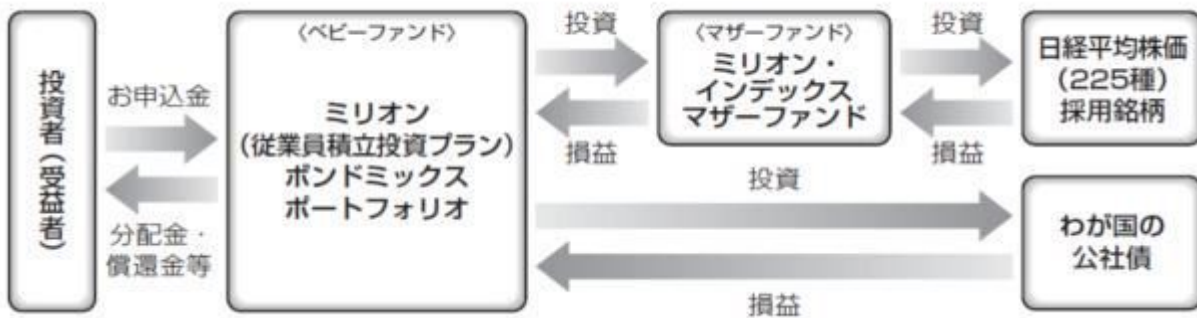 投資者（受益者）
お申込金
分配金・
償還金等
〈ベビーファンド〉
ミリオン
（従業員積立投資プラン）
ボンドミックス
ポートフォリオ
投資
損益
〈マザーファンド〉
ミリオン・
インデックス
マザーファンド
投資
損益
日経平均株価
（225種）
採用銘柄
投資
損益
わが国の
公社債